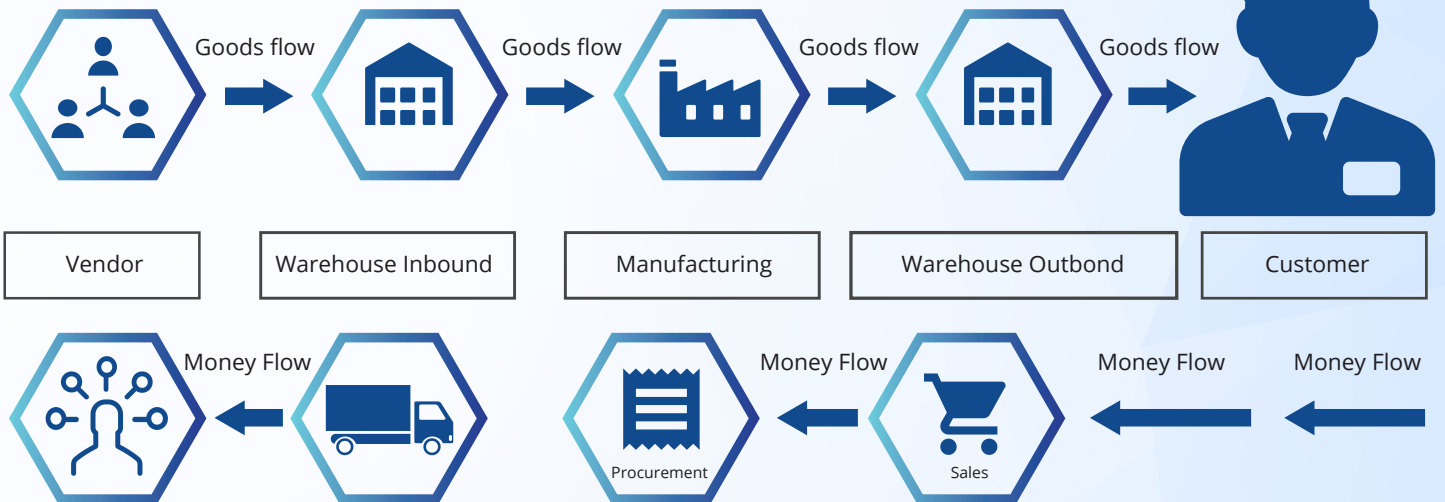 Goods flow
Goods flow
Goods flow
Goods flow
Vendor
Warehouse Inbound
Manufacturing
Warehouse Outbond
Customer
Money Flow
Money Flow
Money Flow
Money Flow
Procurement
Sales